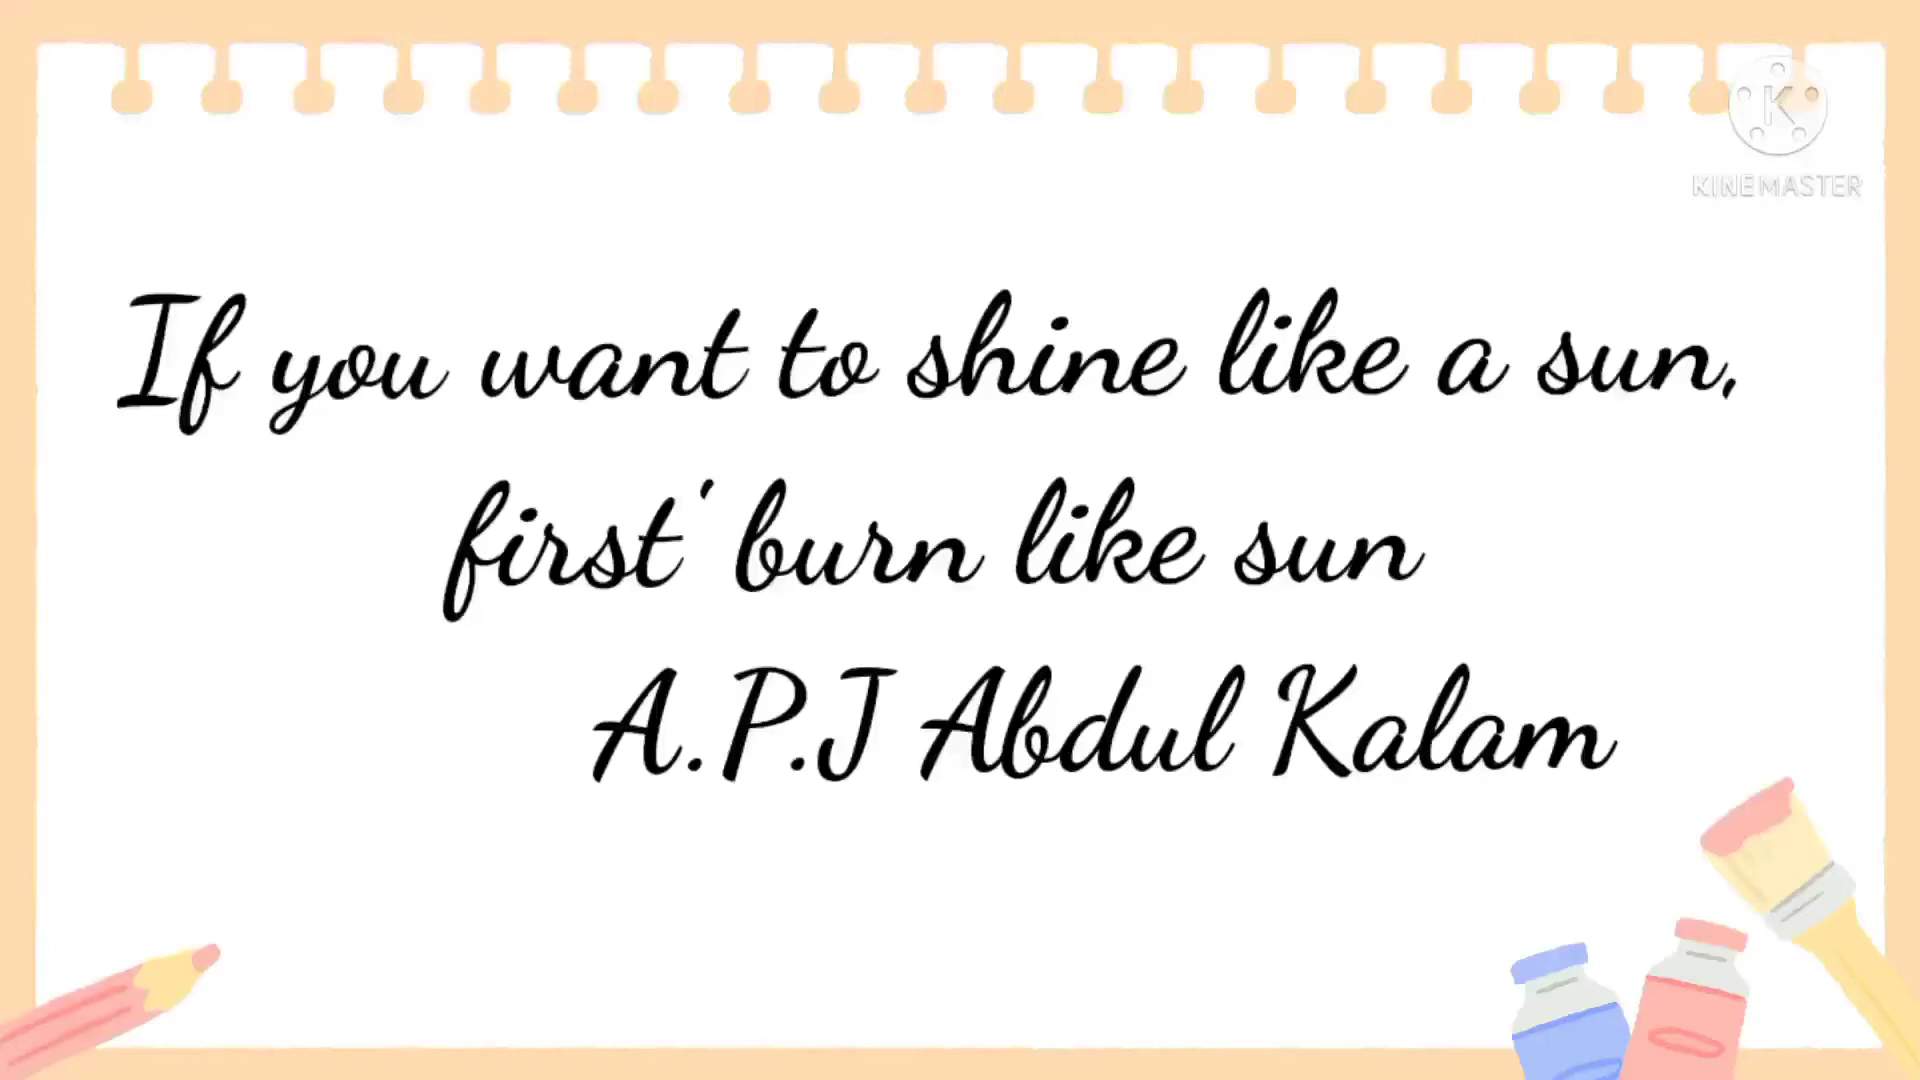 KINEMASTER
If you want to shine like a sun,
first' burn like sun
A.P.J Abdul Kalam